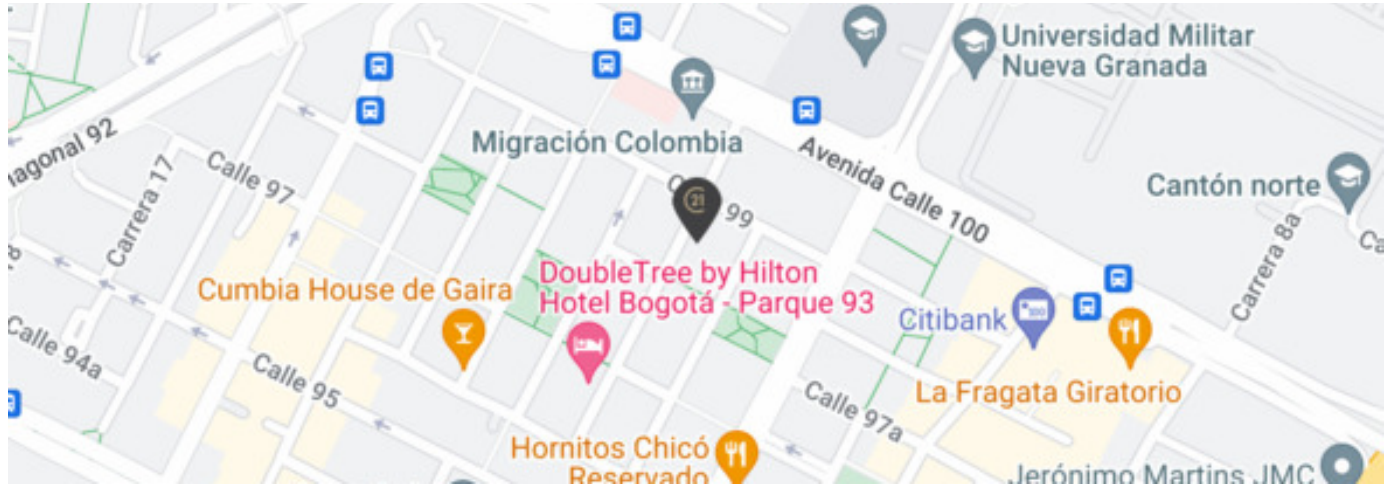 Universidad Militar
Nueva Granada
Migración Colombia
Avenida Calle 100
Cantón norte
Calle 97
Carrera 17
99
21
Carrera 8a
DoubleTree by Hilton
Hotel Bogotá - Parque 93
Cumbia House de Gaira
Citibank
La Fragata Giratorio
Calle 94a
Calle 95
Calle 97a
Hornitos Chicó
Reservado
Jerónimo Martins JMC